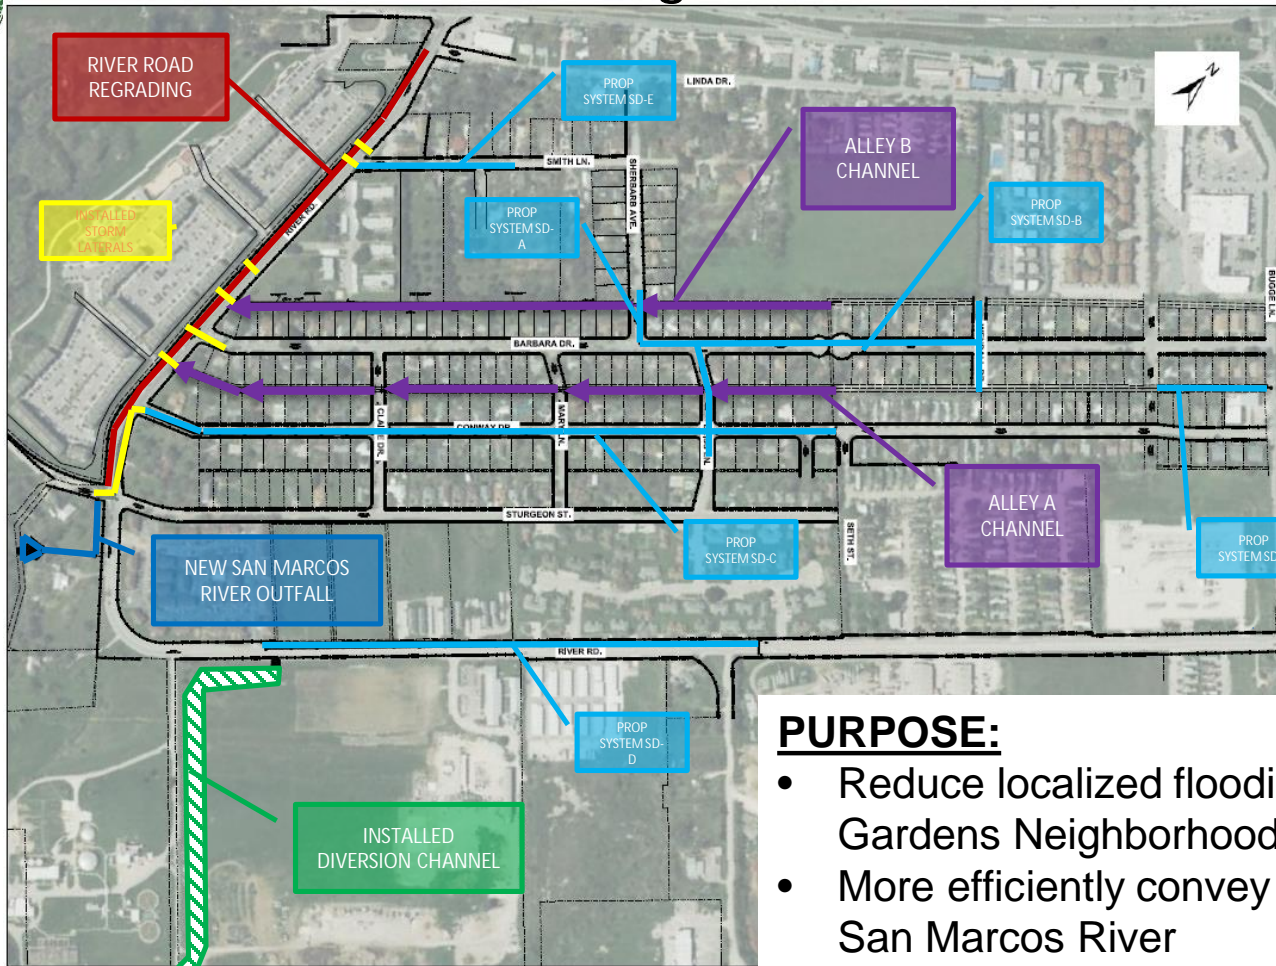 g
RIVER ROAD
REGRADING
PROP
SYSTEM SD-E
LINDA DR.
N
ALLEY B
CHANNEL
SMITH LN.
SHERBARB AVE.
INSTALLED
STORM
LATERALS
RIVER RD.
PROP
SYSTEM SD-
A
PROP
SYSTEM SD-B
BUGGE LN.
BARBARA DR.
CONWAY DR.
STURGEON ST.
SETH ST.
ALLEY A
CHANNEL
PROP
SYSTEM SD-C
PROP
SYSTEM SD
NEW SAN MARCOS
RIVER OUTFALL
RIVER RD.
PROP
SYSTEM SD-
D
INSTALLED
DIVERSION CHANNEL
PURPOSE:
• Reduce localized floodi
Gardens Neighborhood
• More efficiently convey
San Marcos River